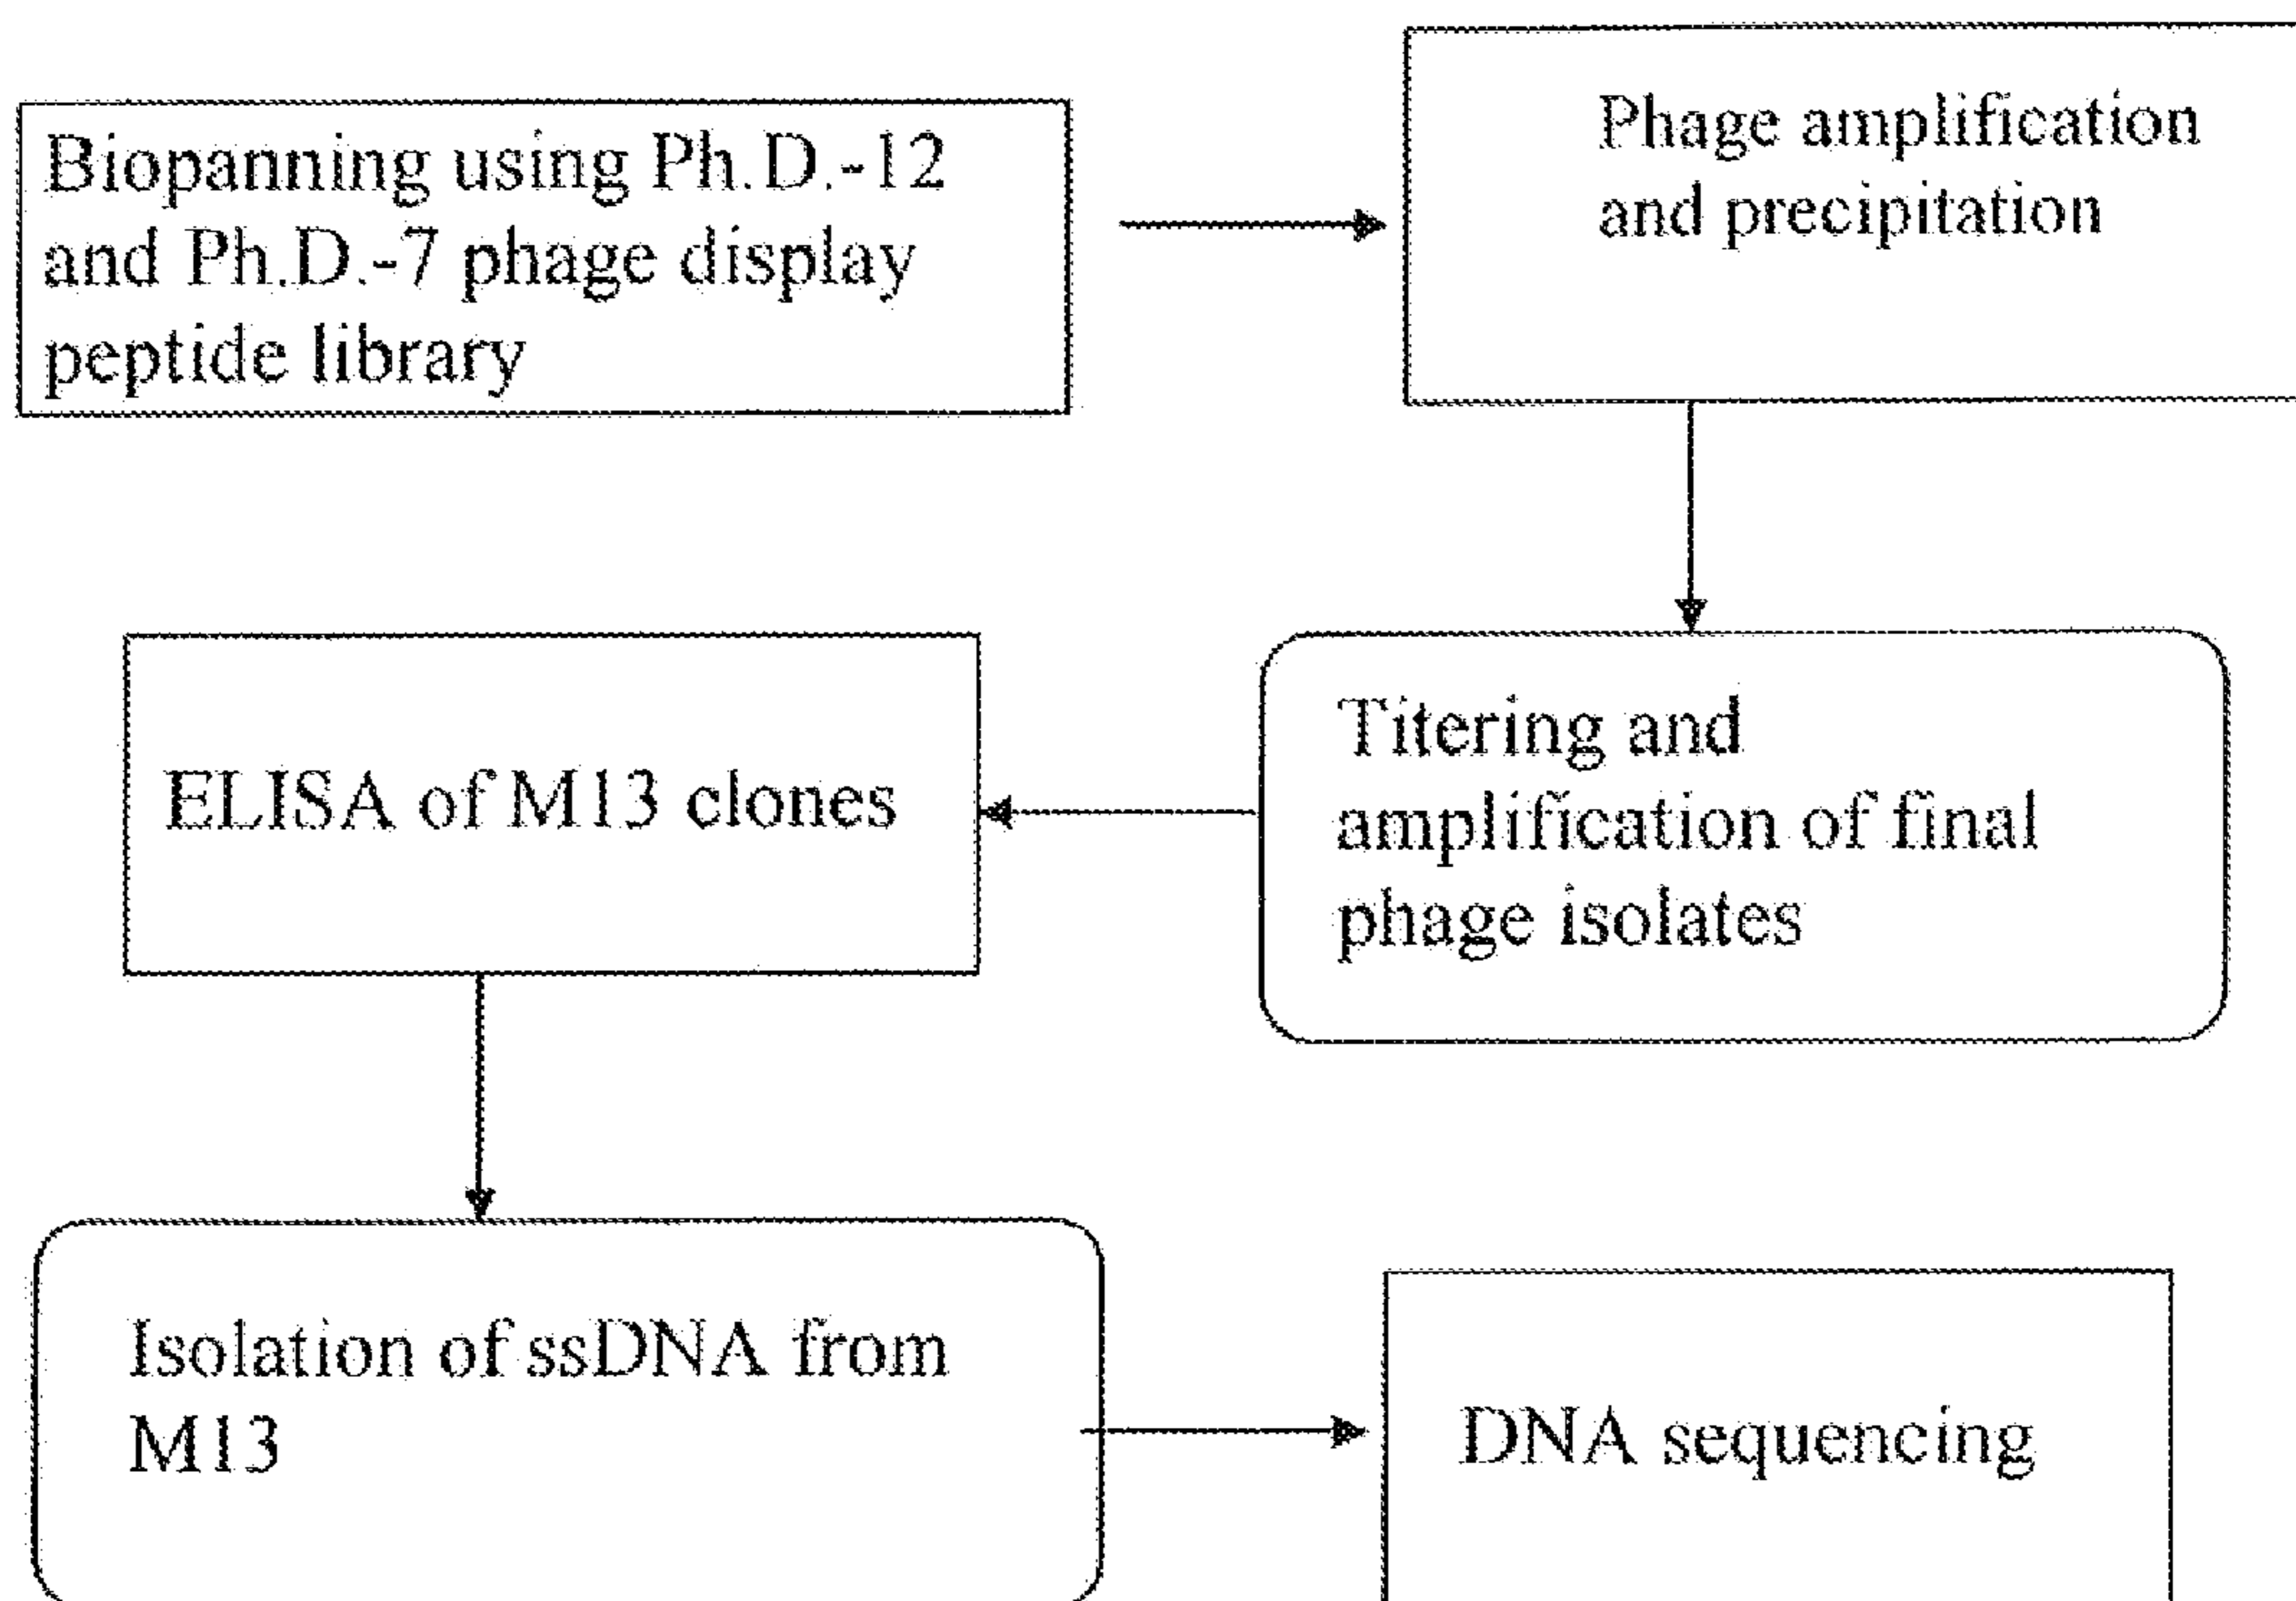 Biopanning using Ph.D.-12
and Ph.D.-7 phage display
peptide library
Phage amplification
and precipitation
Titering and
amplification of final
phage isolates
ELISA of M13 clones
Isolation of ssDNA from
M13
DNA sequencing